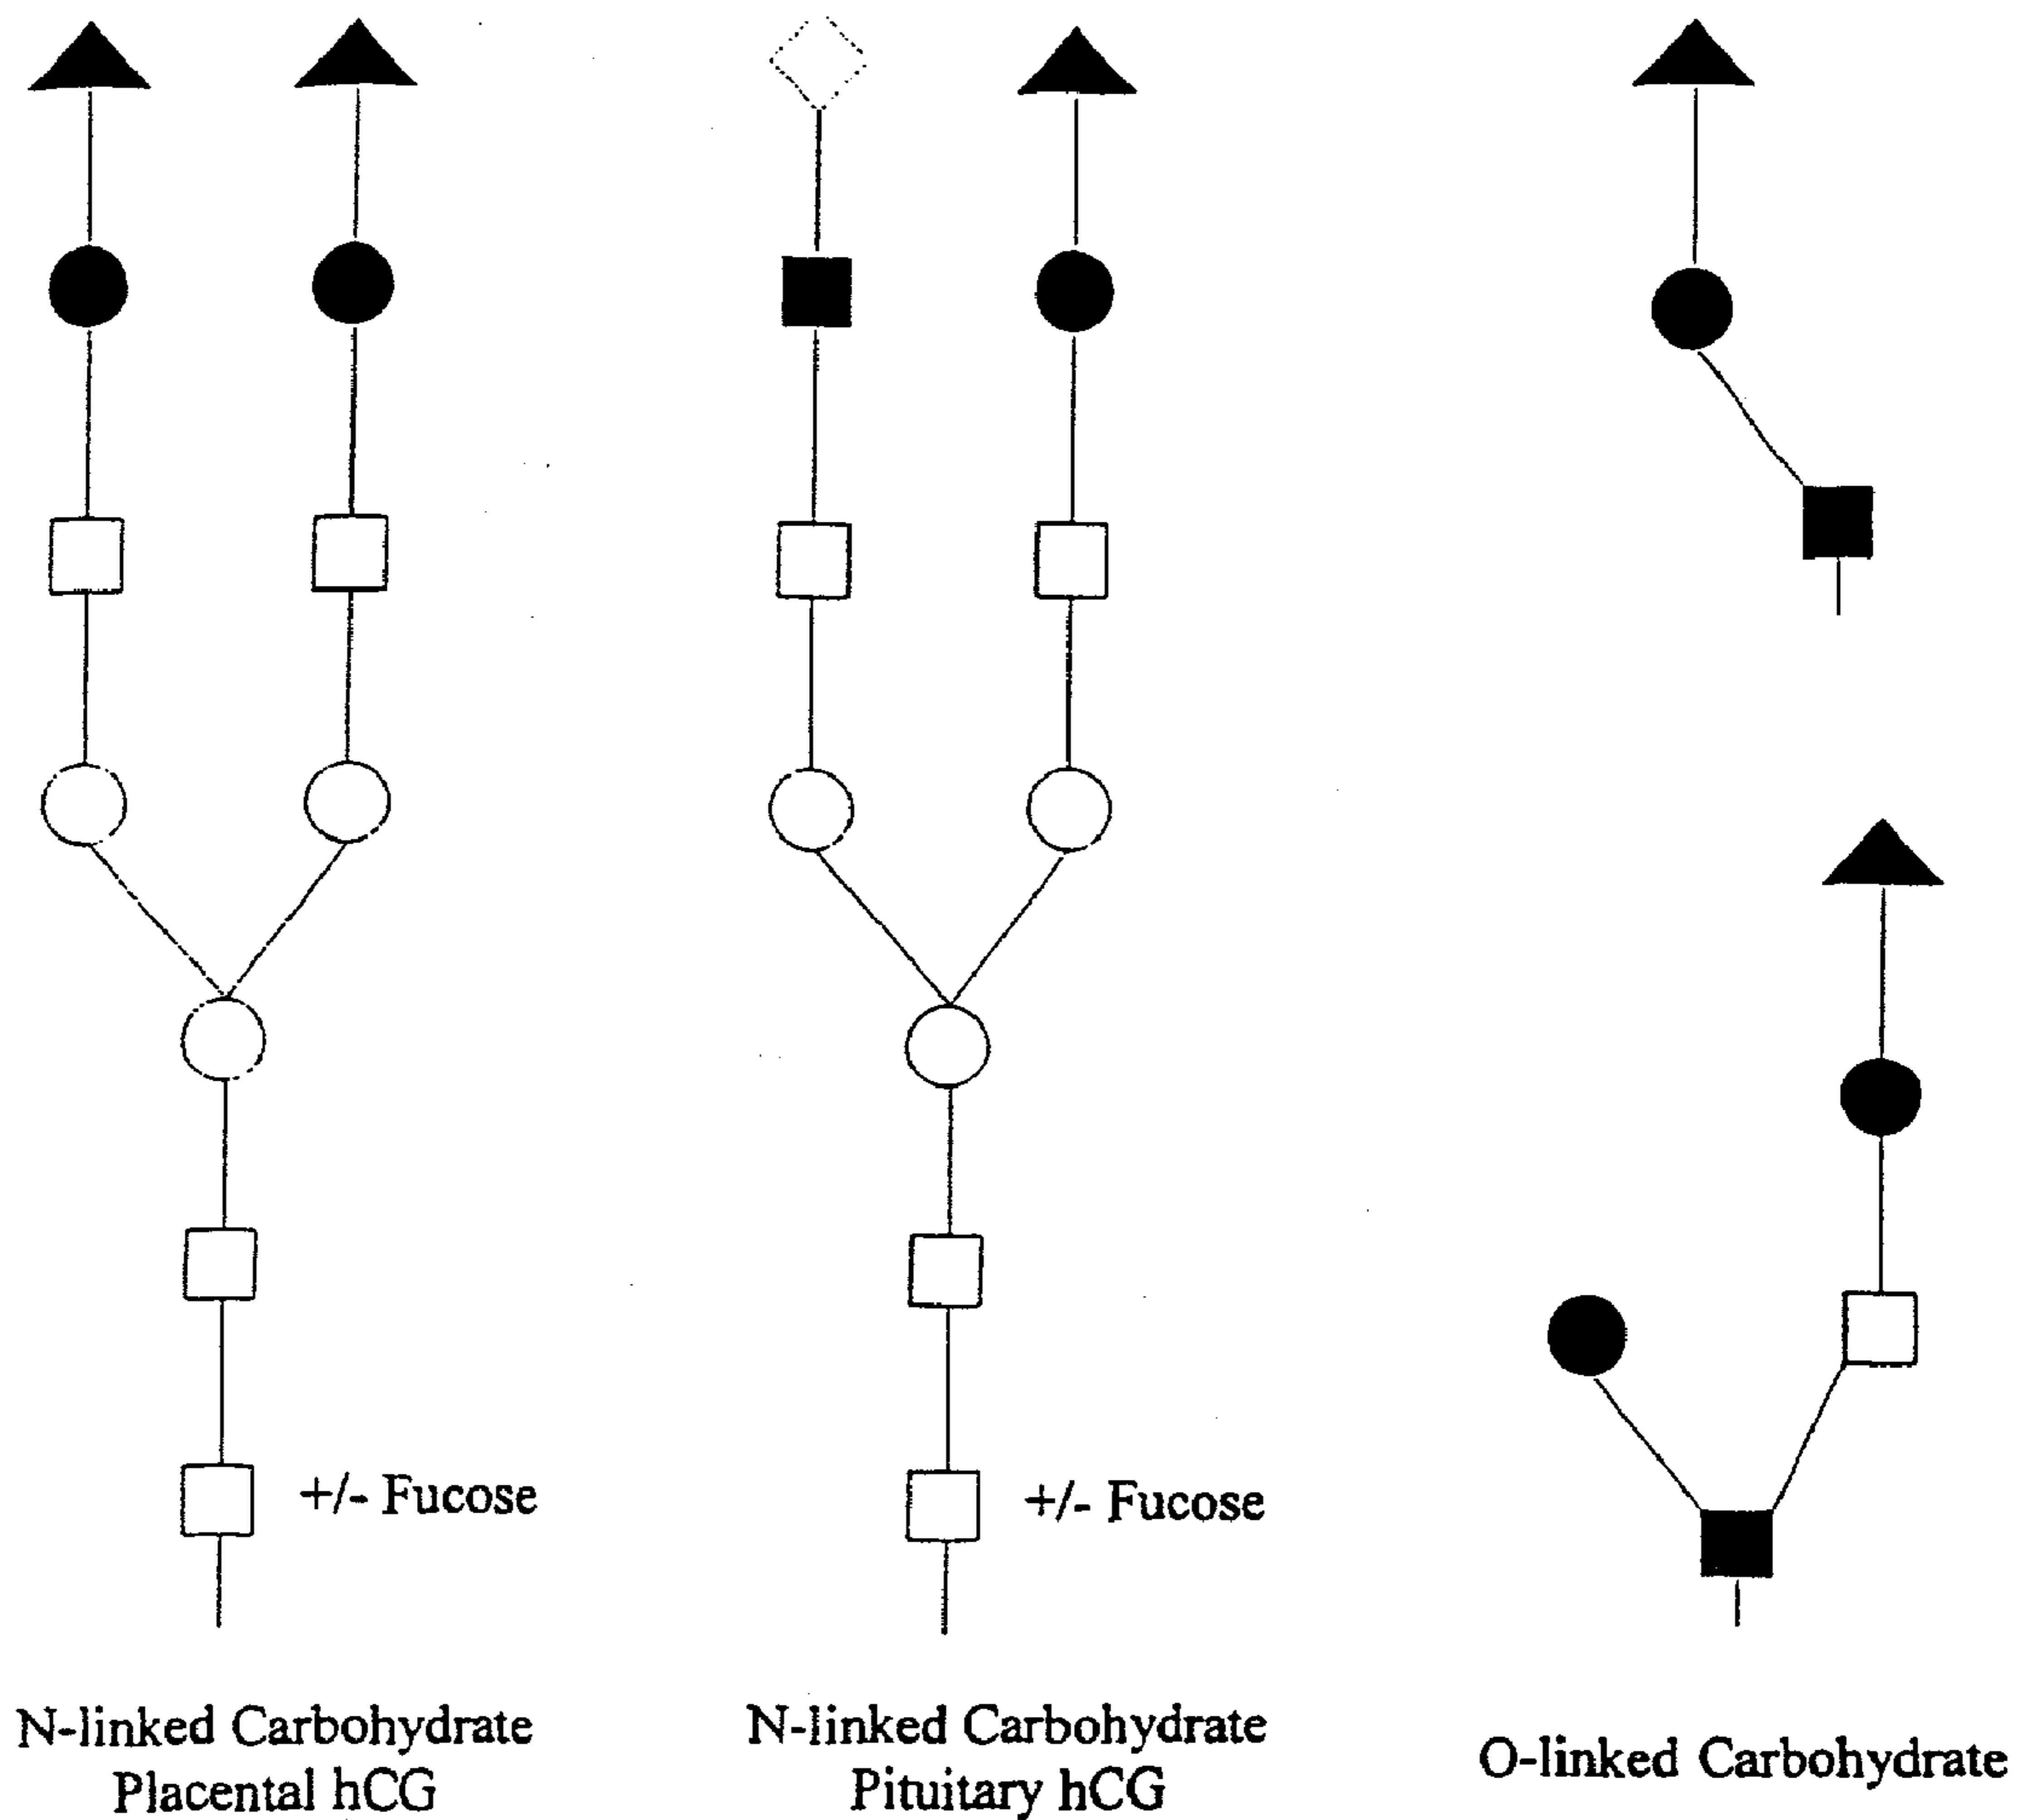 +/- Fucose
+/- Fucose
N-linked Carbohydrate
Placental hCG
N-linked Carbohydrate
Pituitary hCG
O-linked Carbohydrate